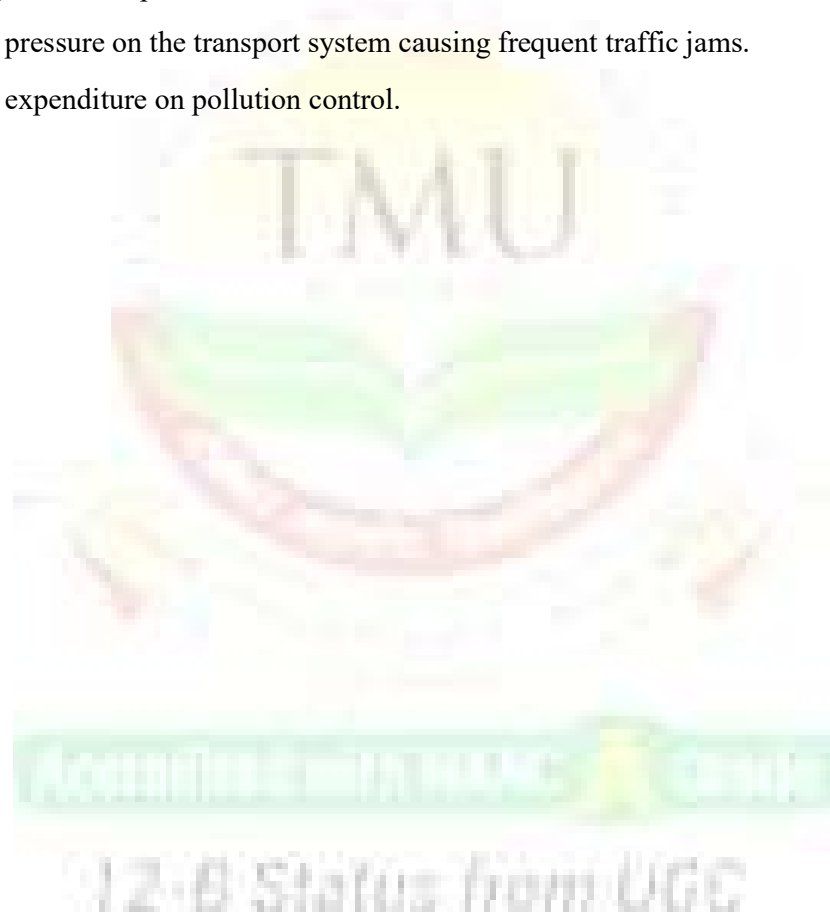 pressure on the transport system causing frequent traffic jams.
expenditure on pollution control.
TMU
12-B Status from UGC